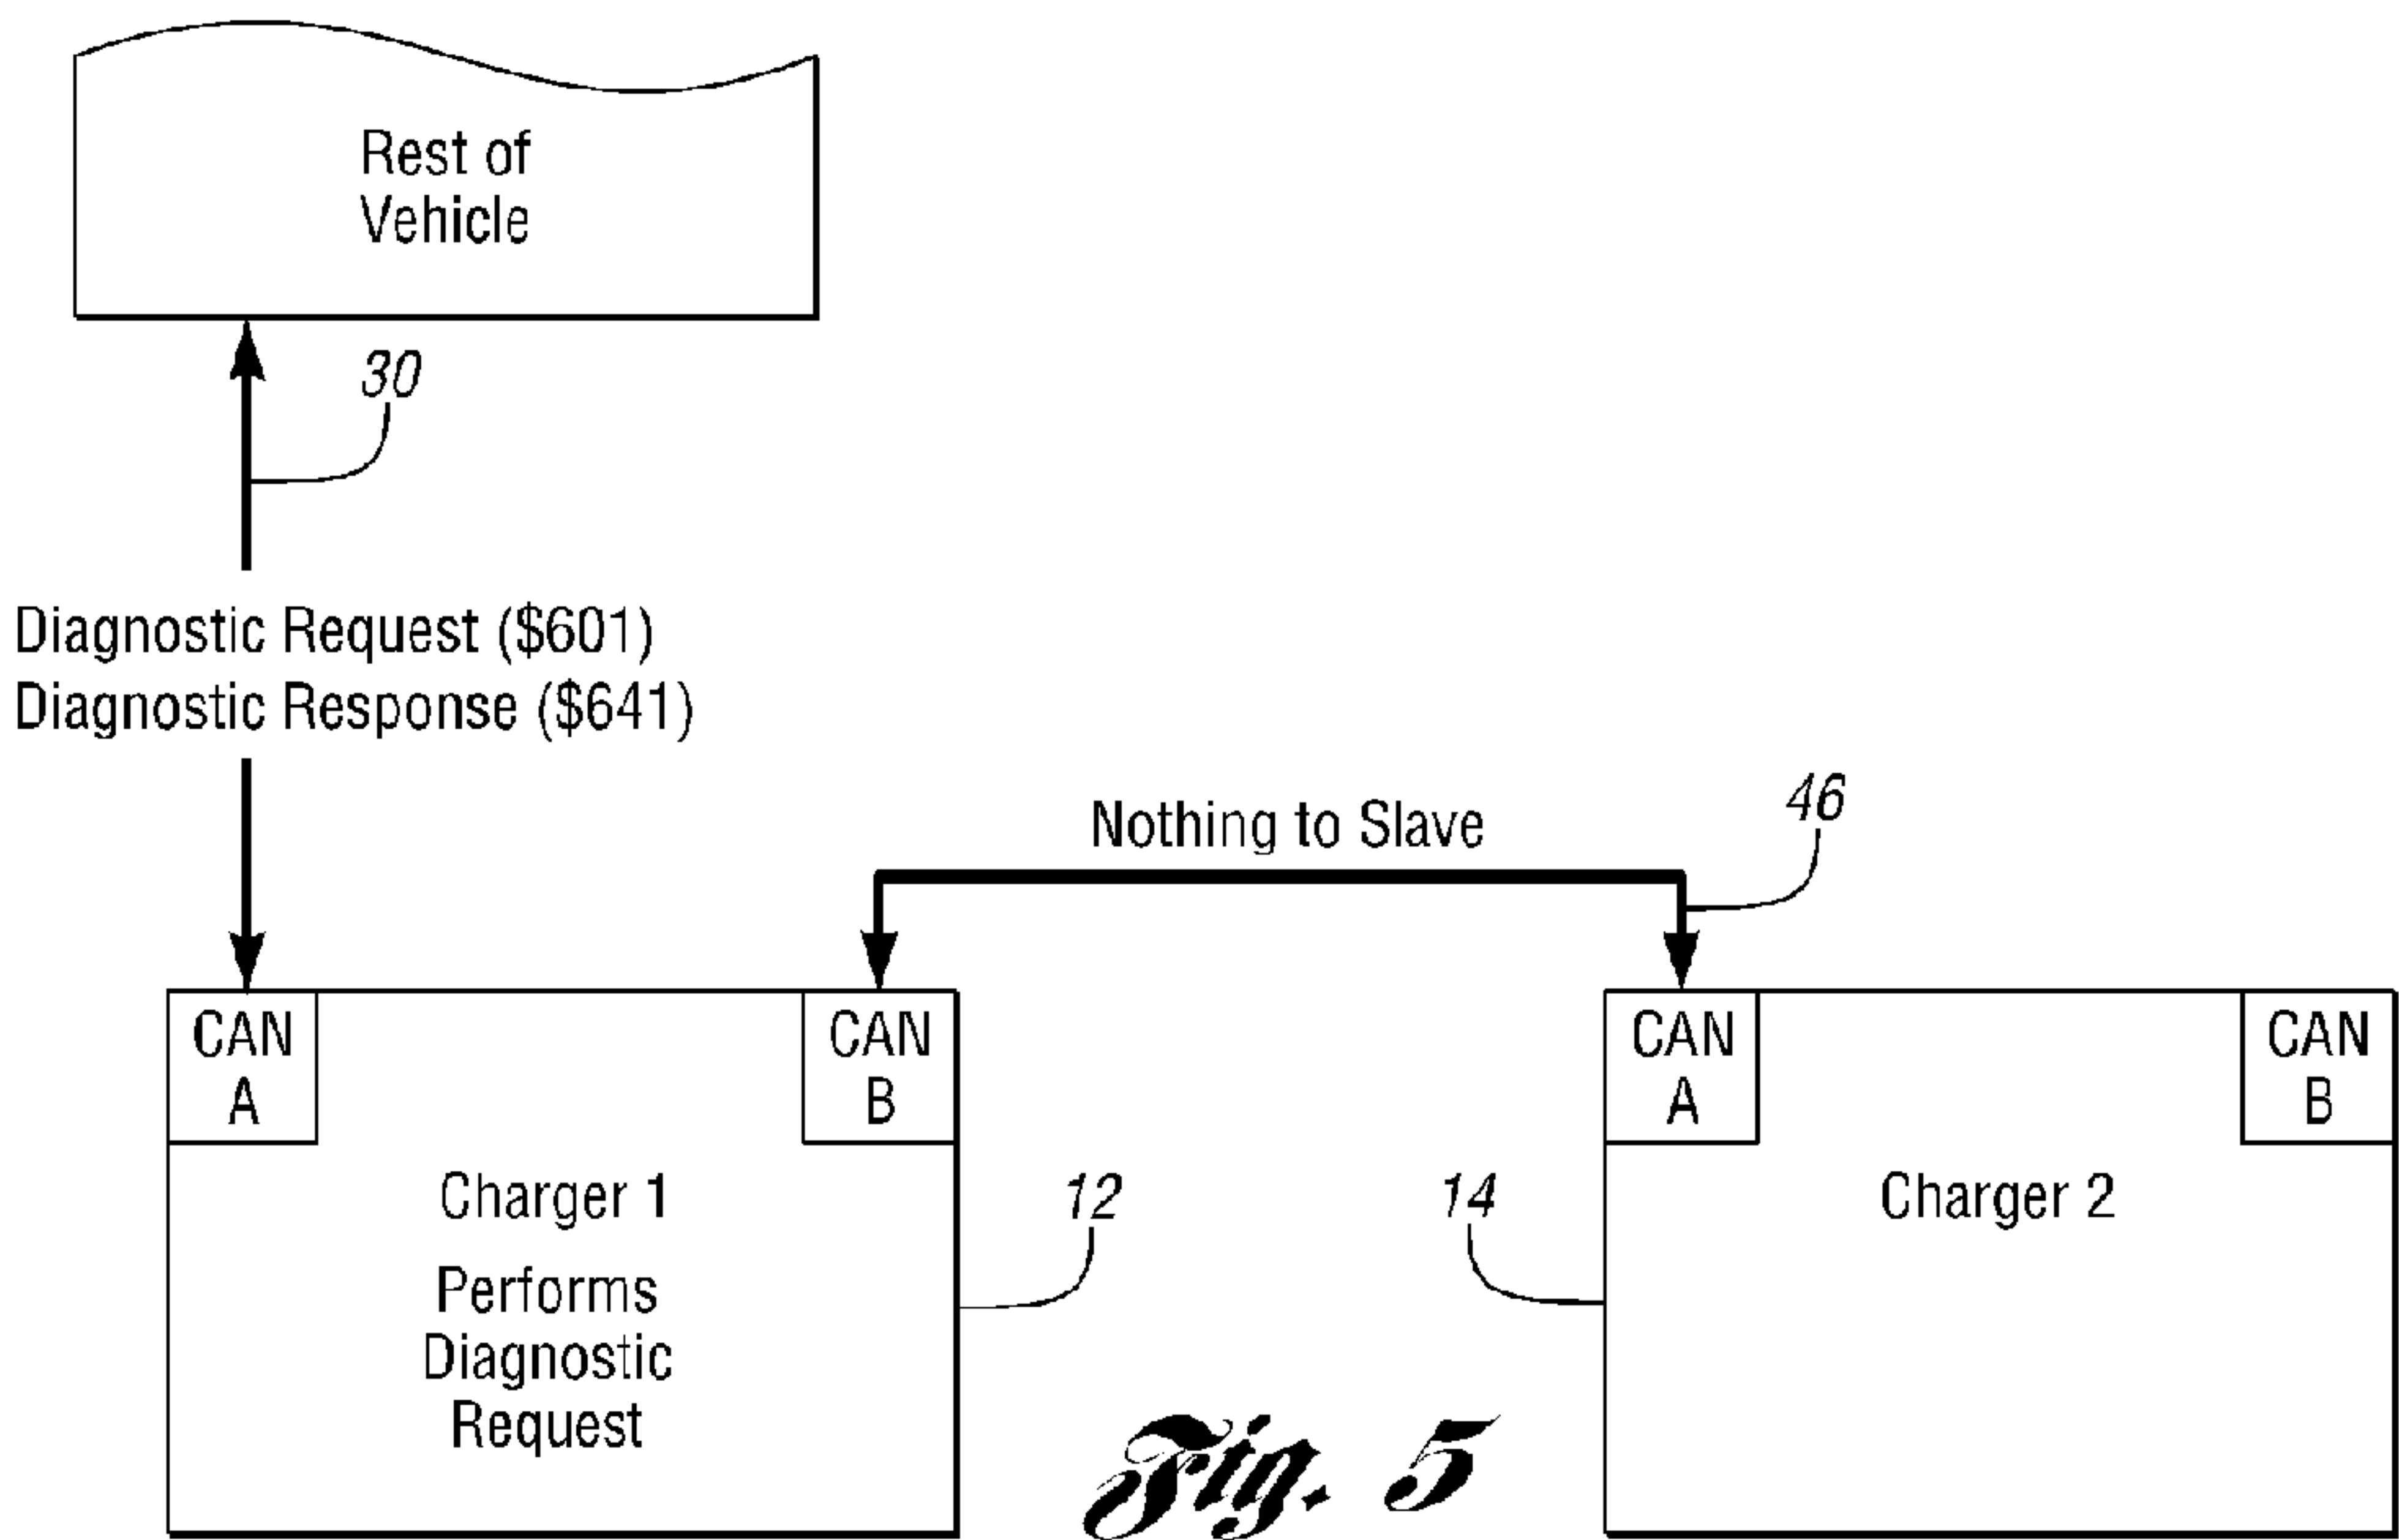 Rest of
Vehicle
30
Diagnostic Request ($601)
Diagnostic Response ($641)
Nothing to Slave
46
CAN
A
CAN
B
CAN
A
CAN
B
Charger 1
Performs
Diagnostic
Request
12
14
Charger 2
Fig. 5